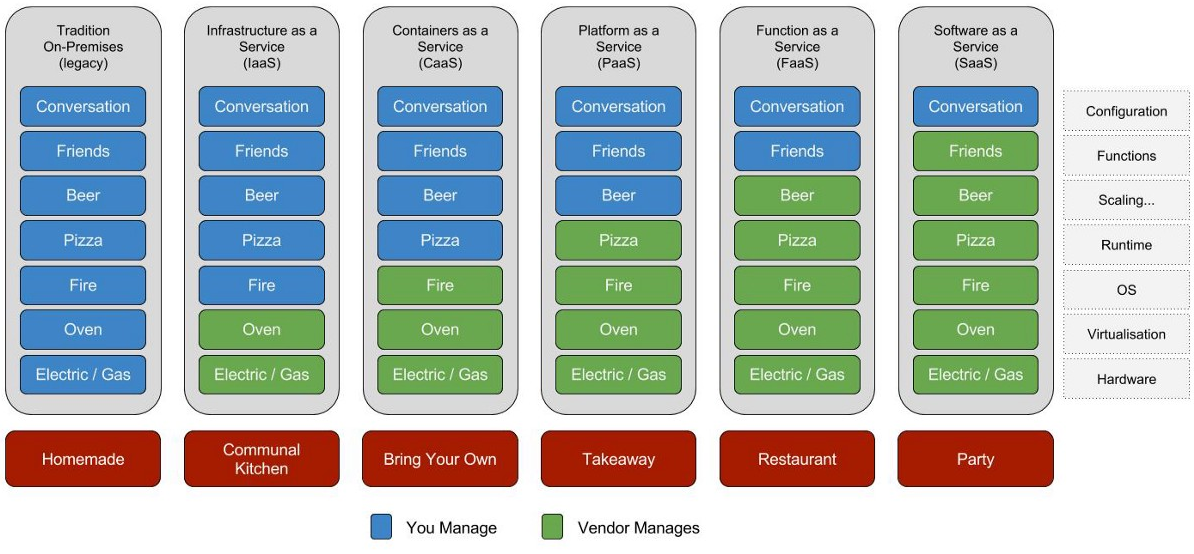 Tradition
On-Premises
(legacy)
Infrastructure as a
Service
(IaaS)
Containers as a
Service
(CaaS)
Platform as a
Service
(PaaS)
Function as a
Service
(FaaS)
Software as a
Service
(SaaS)
Conversation Conversation Conversation Conversation Conversation Conversation Configuration
Friends Friends Friends Friends Friends Friends Functions
Beer Beer Beer Beer Beer Beer Scaling...
Pizza Pizza Pizza Pizza Pizza Pizza Runtime
Fire Fire Fire Fire Fire Fire OS
Oven Oven Oven Oven Oven Oven Virtualisation
Electric / Gas Electric / Gas Electric / Gas Electric / Gas Electric / Gas Electric / Gas Hardware
Homemade
Communal
Kitchen
Bring Your Own
Takeaway
Restaurant
Party
You Manage
Vendor Manages